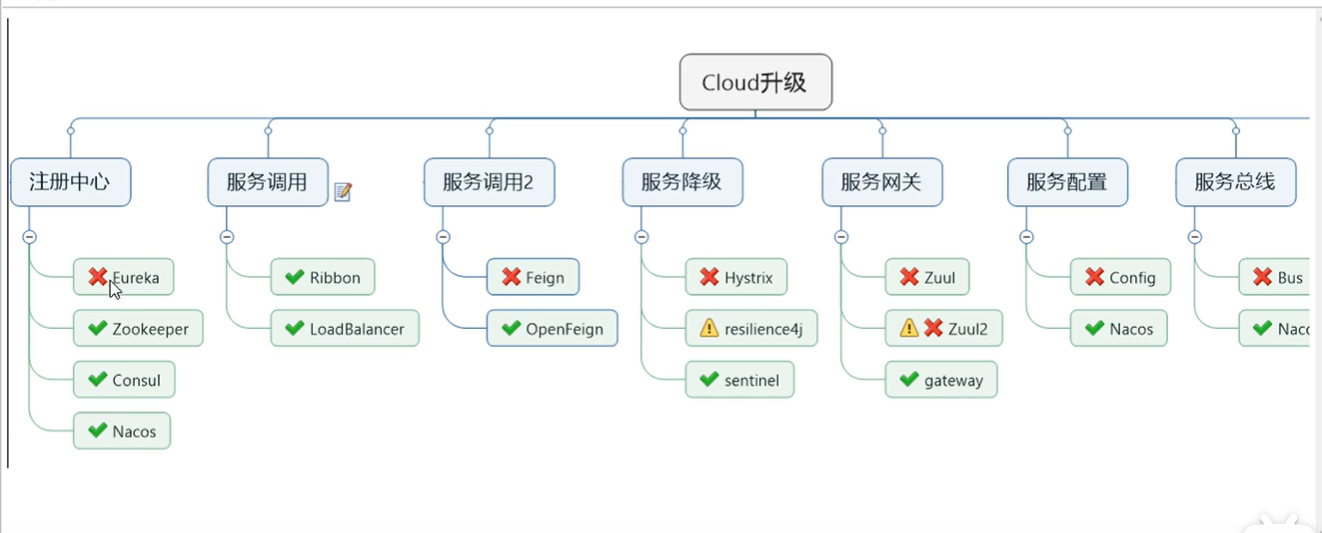 Cloud升级
注册中心
服务调用
服务调用2
服务降级
服务网关
服务配置
服务总线
Eureka
Zookeeper
Consul
Nacos
Ribbon
LoadBalancer
Feign
OpenFeign
Hystrix
resilience4j
sentinel
Zuul
Zuul2
gateway
Config
Nacos
Bus